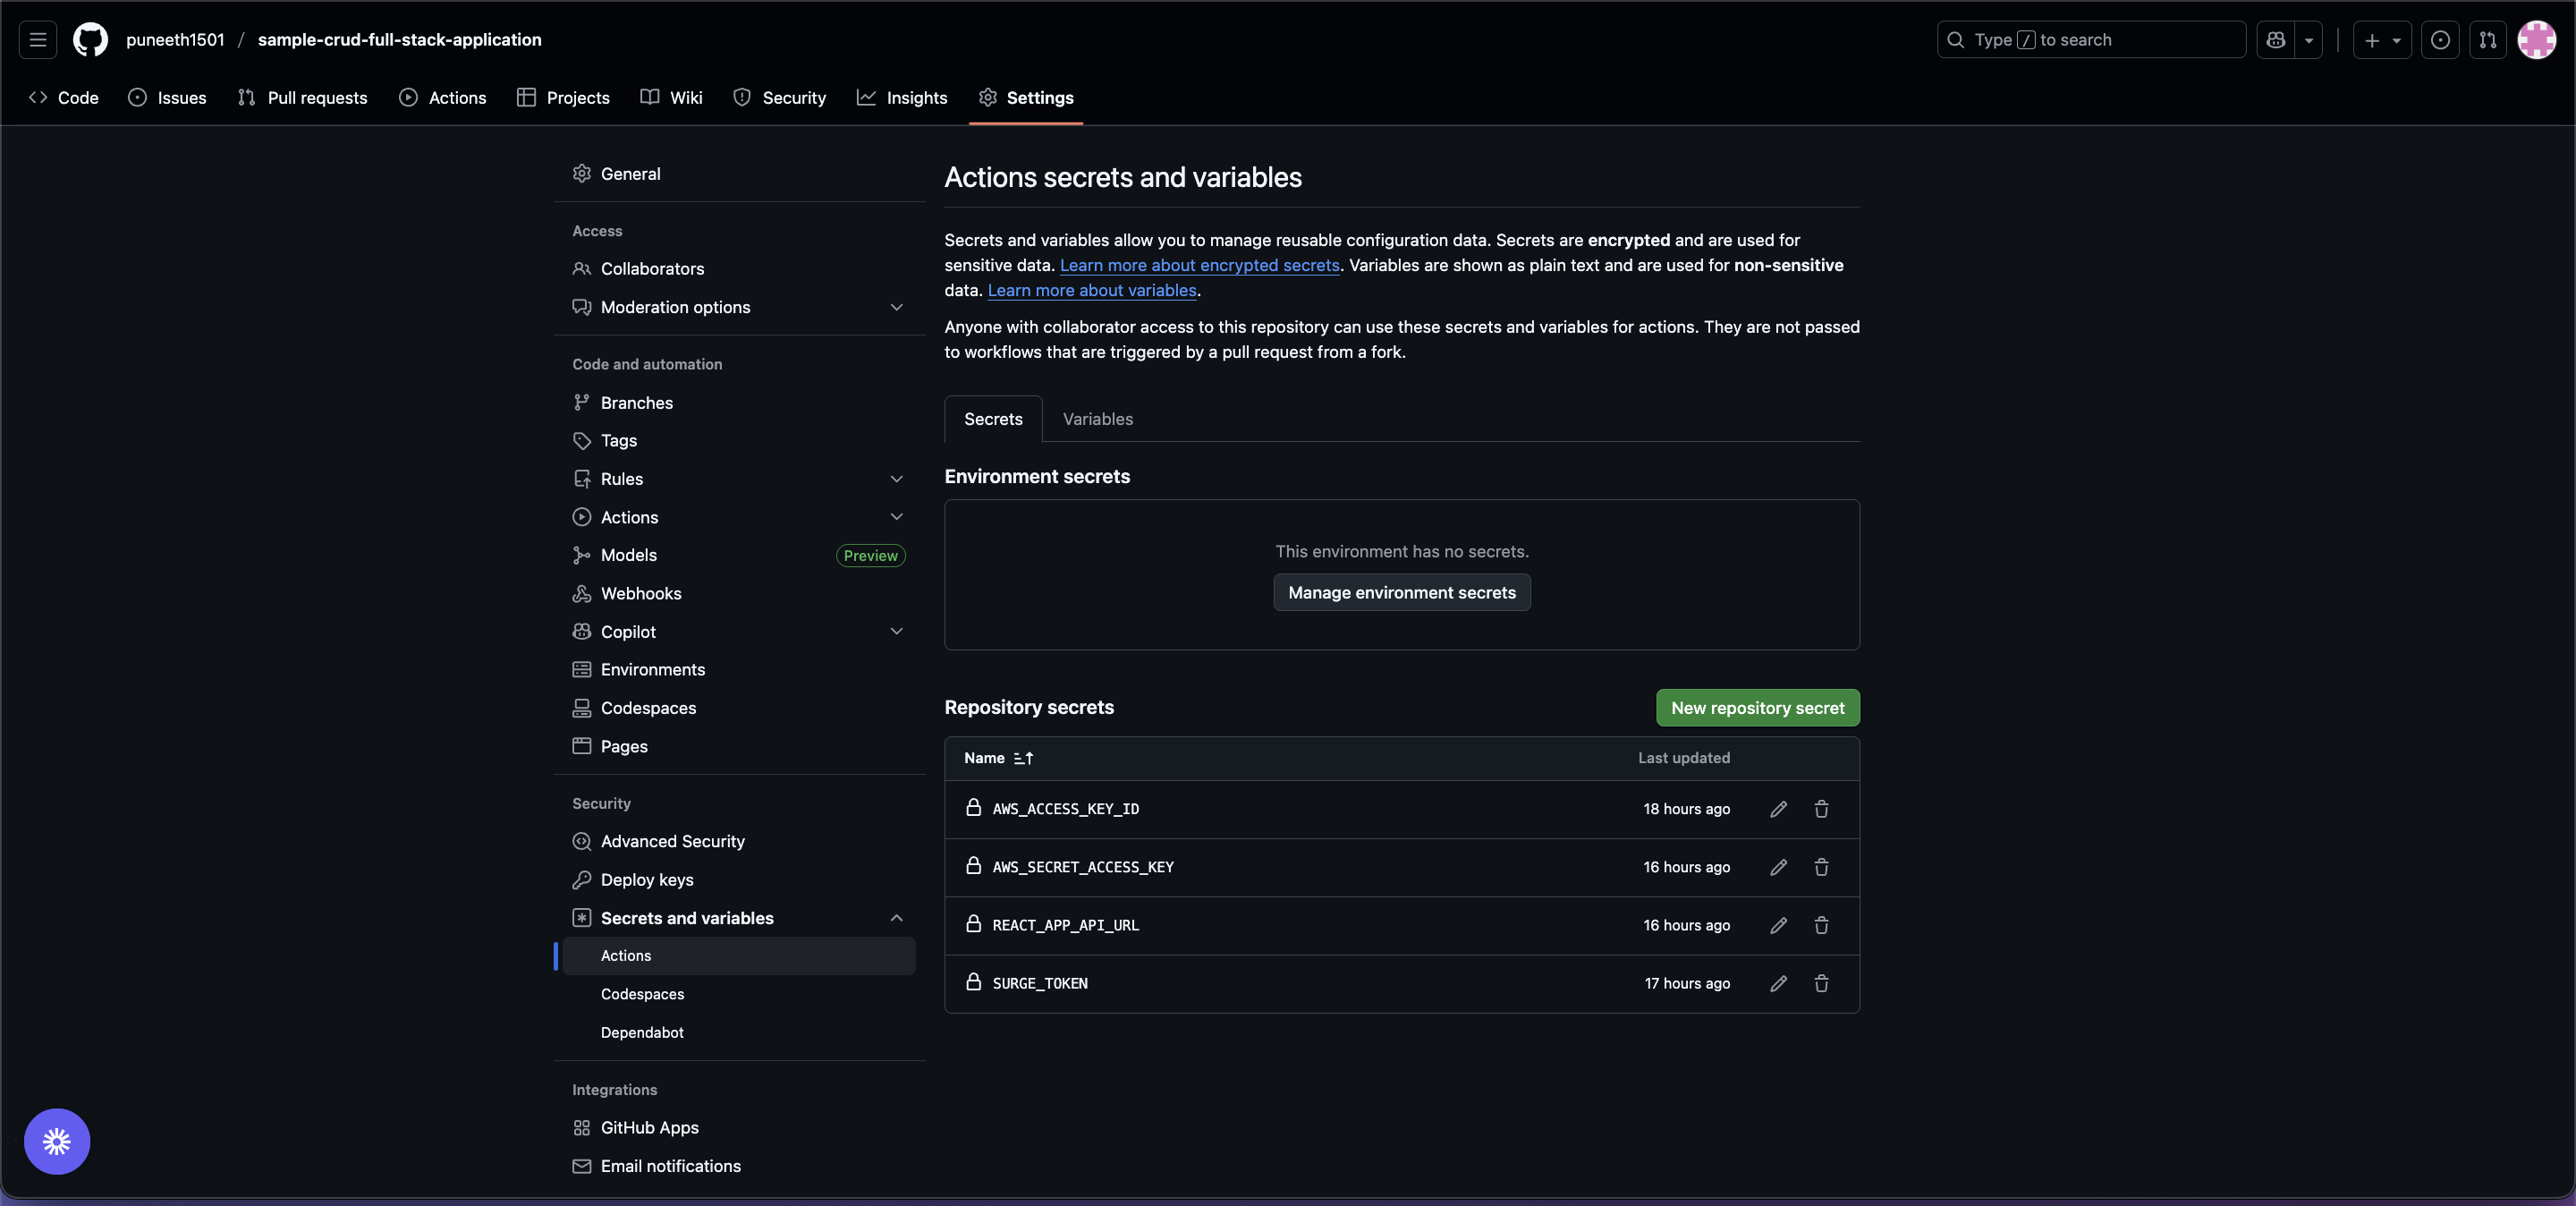 puneeth1501 / sample-crud-full-stack-application
Type / to search
Code
Issues
Pull requests
Actions
Projects
Wiki
Security
Insights
Settings
General
Access
Collaborators
Moderation options
Code and automation
Branches
Tags
Rules
Actions
Models
Preview
Webhooks
Copilot
Environments
Codespaces
Pages
Security
Advanced Security
Deploy keys
Secrets and variables
Actions
Codespaces
Dependabot
Integrations
GitHub Apps
Email notifications
Actions secrets and variables
Secrets and variables allow you to manage reusable configuration data. Secrets are encrypted and are used for
sensitive data. Learn more about encrypted secrets. Variables are shown as plain text and are used for non-sensitive
data. Learn more about variables.
Anyone with collaborator access to this repository can use these secrets and variables for actions. They are not passed
to workflows that are triggered by a pull request from a fork.
Secrets
Variables
Environment secrets
This environment has no secrets.
Manage environment secrets
Repository secrets
New repository secret
Name
Last updated
AWS_ACCESS_KEY_ID
18 hours ago
AWS_SECRET_ACCESS_KEY
16 hours ago
REACT_APP_API_URL
16 hours ago
SURGE_TOKEN
17 hours ago